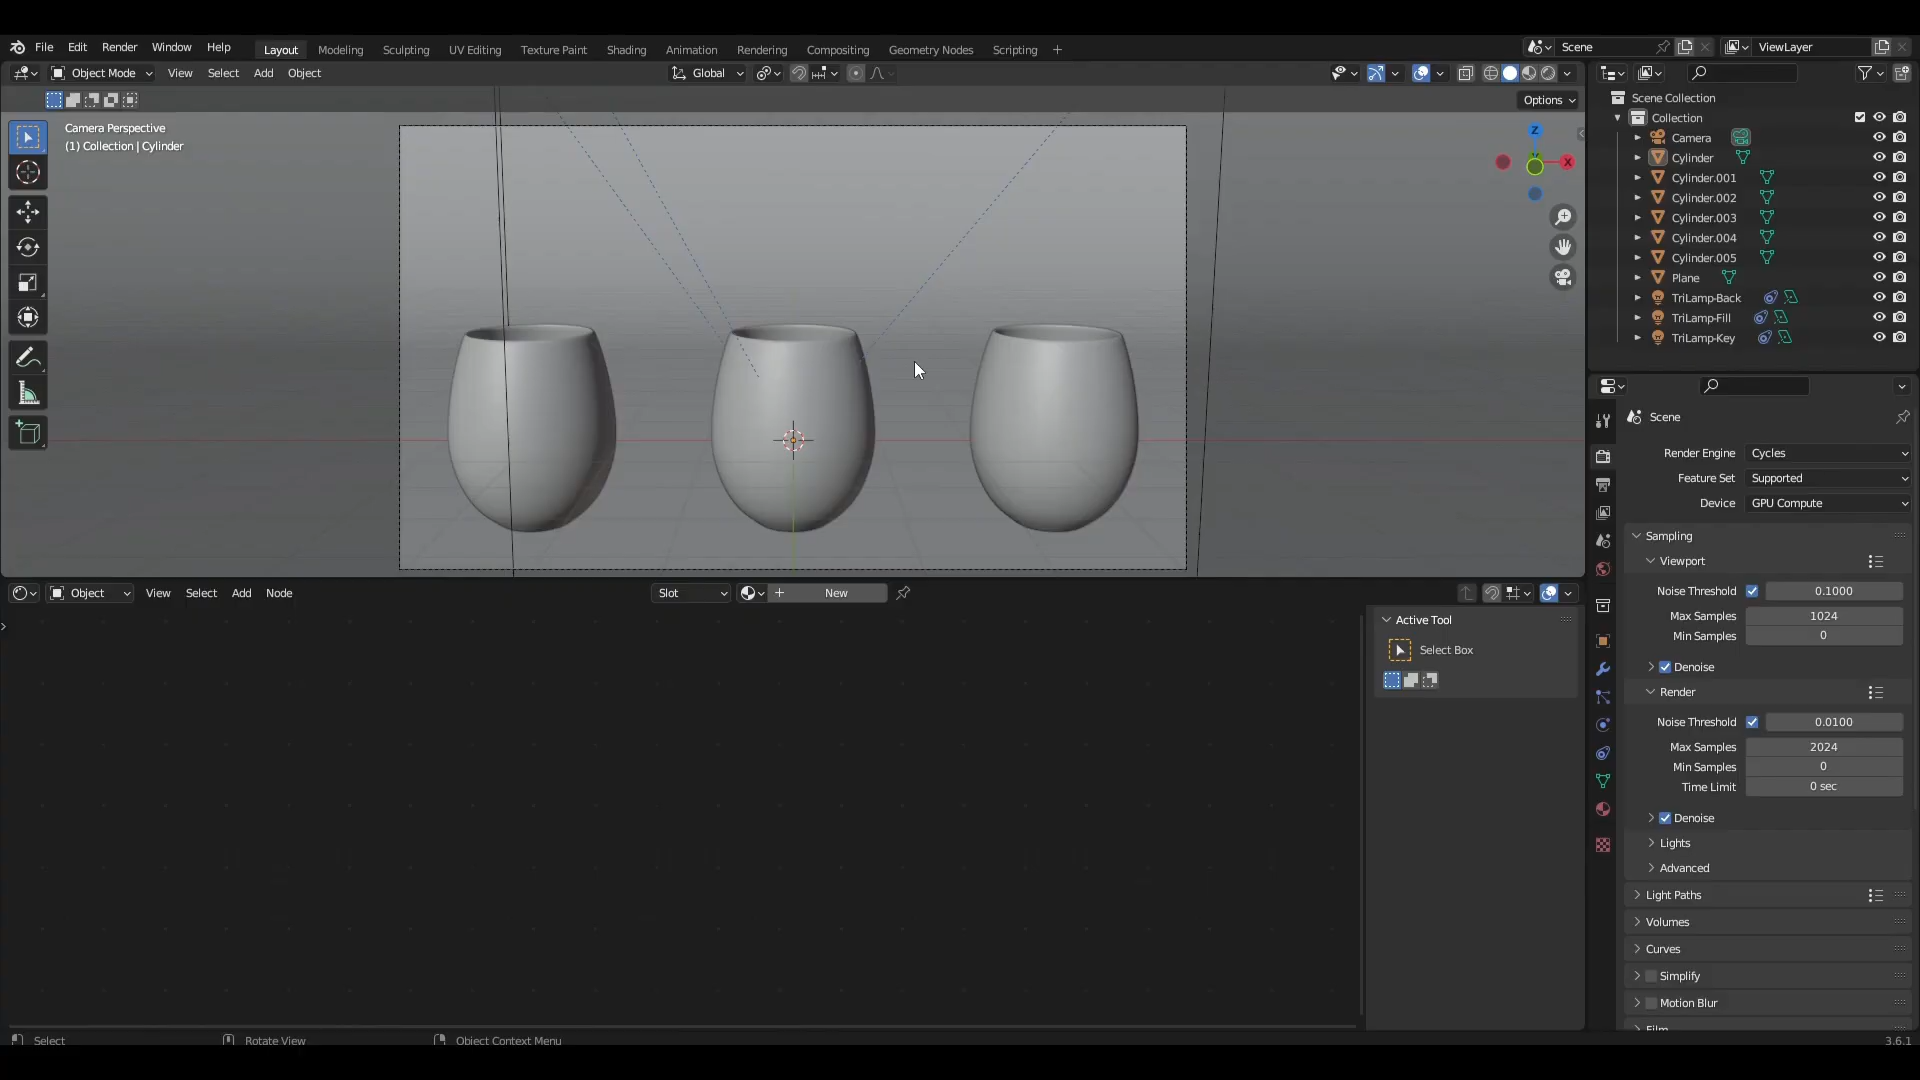 File Edit Render Window Help Layout Modeling Sculpting UV Editing Texture Paint Shading Animation Rendering Compositing Geometry Nodes Scripting Scene ViewLayer
Object Mode View Select Add Object Global
Options
Camera Perspective
(1) Collection | Cylinder
Z
X
Scene Collection
Collection
Camera
Cylinder
Cylinder.001
Cylinder.002
Cylinder.003
Cylinder.004
Cylinder.005
Plane
TriLamp-Back
TriLamp-Fill
TriLamp-Key
Scene
Render Engine Cycles
Feature Set Supported
Device GPU Compute
Sampling
Viewport
Noise Threshold 0.1000
Max Samples 1024
Min Samples 0
Denoise
Render
Noise Threshold 0.0100
Max Samples 2024
Min Samples 0
Time Limit 0 sec
Denoise
Lights
Advanced
Light Paths
Volumes
Curves
Simplify
Motion Blur
Film
Object View Select Add Node Slot New
Active Tool
Select Box
Select Rotate View Object Context Menu 3.6.1